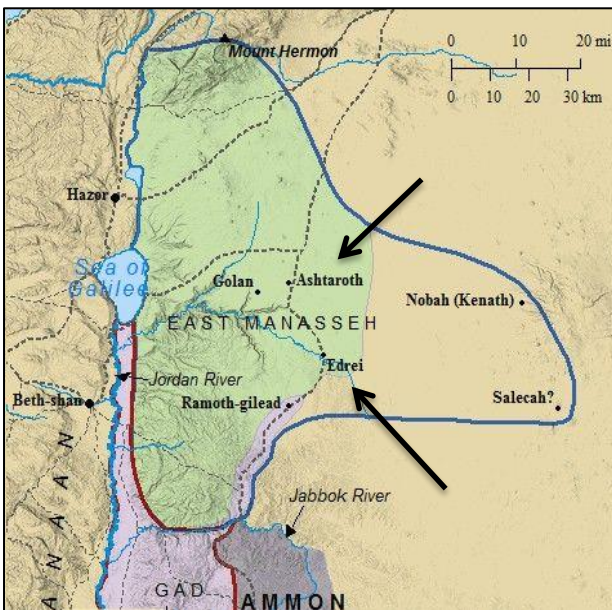 Mount Hermon
0 10 20 mi
0 10 20 30 km
Hazor
Sea of
Galilee
Golan
Ashtaroth
Nobah (Kenath)
EAST MANASSEH
Edrei
Jordan River
Beth-shan
Ramoth-gilead
Salecah?
CANAAN
Jabbok River
GAD
AMMON